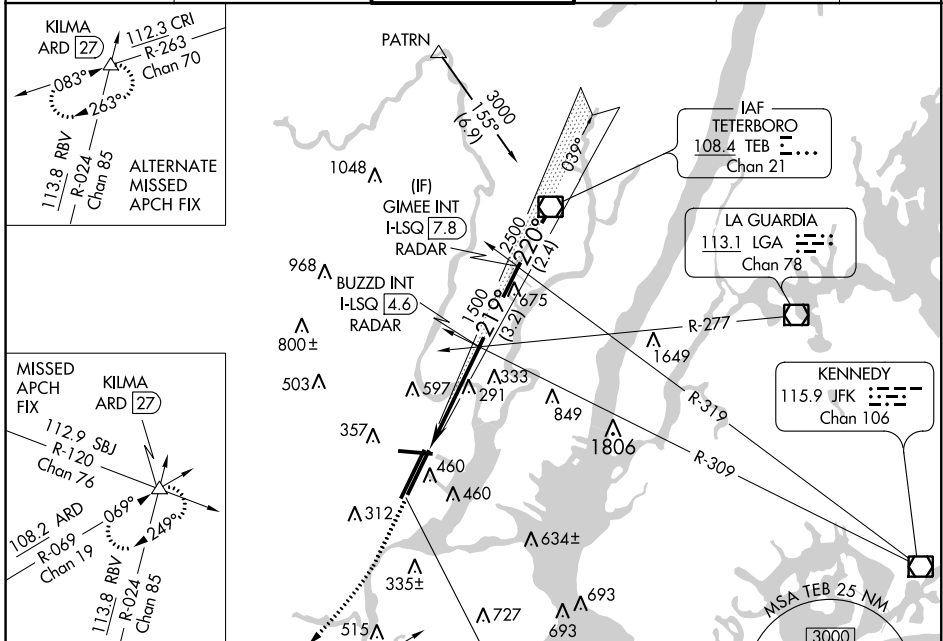 KILMA
ARD 27
112.3 CRI
R-263
Chan 70
083°
263°
113.8 RBV
R-024
Chan 85
ALTERNATE
MISSED
APCH FIX
PATRN
3000
155°
(6.9)
1048
(IF)
GIMEE INT
I-LSQ 7.8
RADAR
039°
IAF
TETERBORO
108.4 TEB
Chan 21
2500
220°
(2.4)
LA GUARDIA
113.1 LGA
Chan 78
968
BUZZD INT
I-LSQ 4.6
RADAR
675
1500
219°
(3.2)
R-277
800±
1649
503
597
333
291
849
R-319
KENNEDY
115.9 JFK
Chan 106
MISSED
APCH
FIX
KILMA
ARD 27
112.9 SBJ
R-120
Chan 76
357
1806
R-309
460
460
069°
249°
108.2 ARD
R-069
Chan 19
113.8 RBV
R-024
Chan 85
312
634±
335±
727
693
693
515
MSA TEB 25 NM
3000